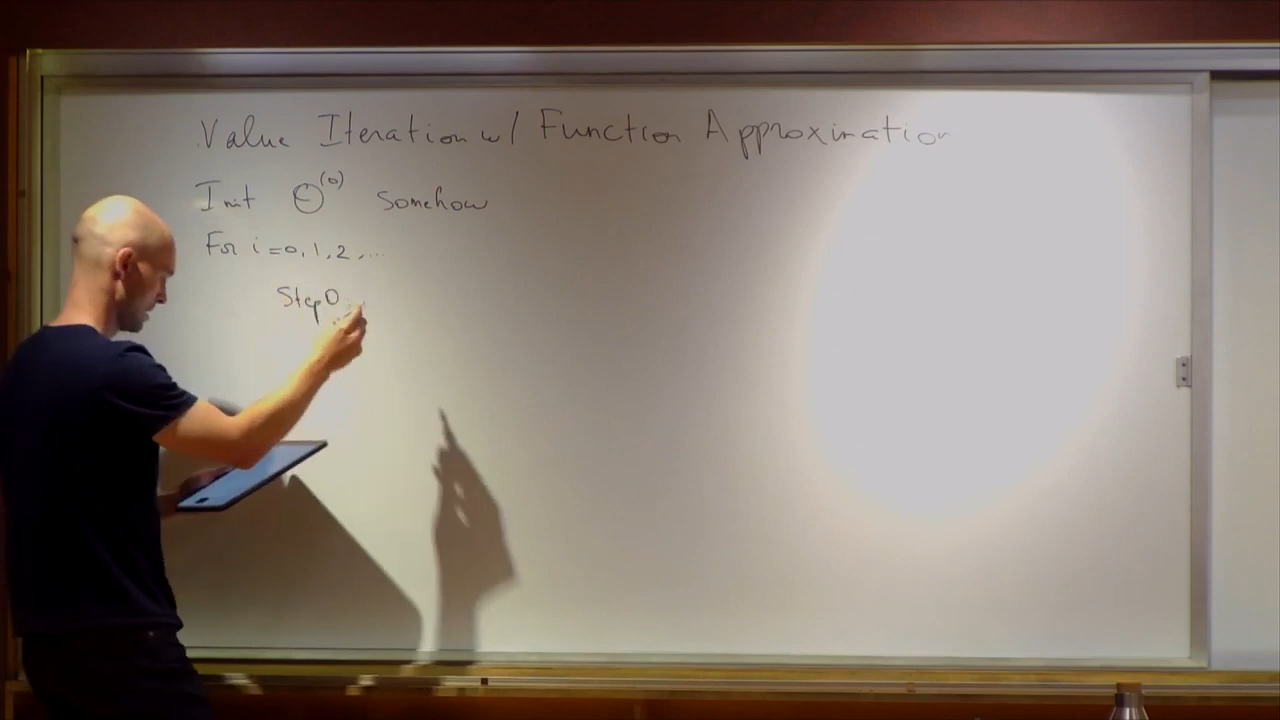 Value Iteration w/ Function Approximation
Init Θ^(0) Somehow
For i = 0, 1, 2, ...
Step 0